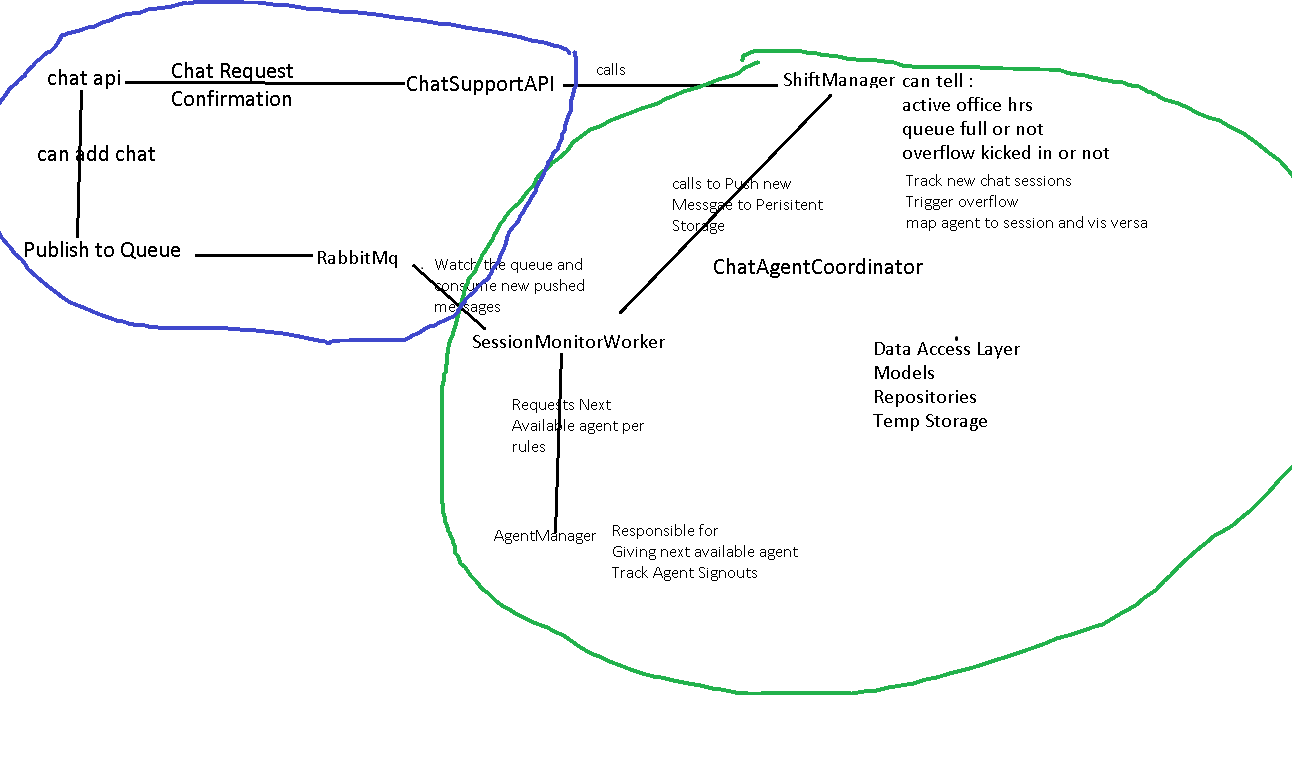 chat api
Chat Request
Confirmation
ChatSupportAPI
calls
ShiftManager
can tell :
active office hrs
queue full or not
overflow kicked in or not
Track new chat sessions
Trigger overflow
map agent to session and vis versa
can add chat
Publish to Queue
RabbitMq
calls to Push new
Messgae to Perisitent
Storage
ChatAgentCoordinator
Watch the queue and
consume new pushed
messages
SessionMonitorWorker
Data Access Layer
Models
Repositories
Temp Storage
Requests Next
Available agent per
rules
AgentManager
Responsible for
Giving next available agent
Track Agent Signouts